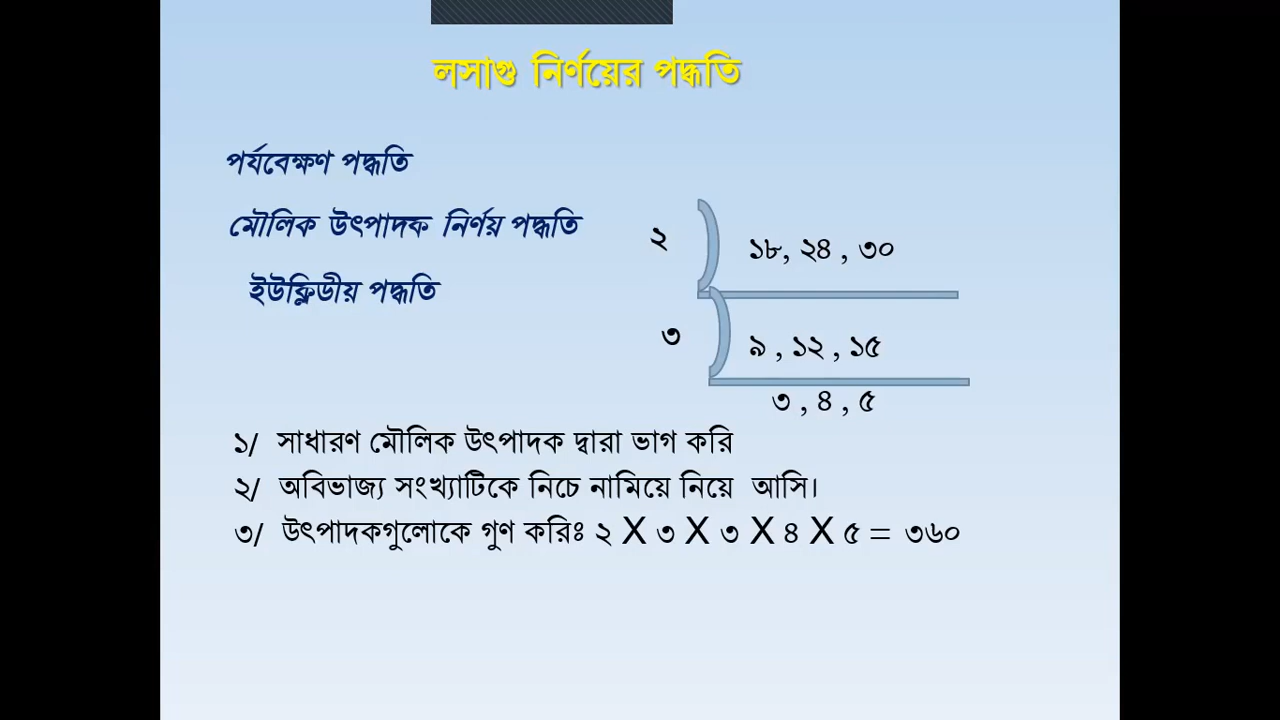 লসাগু নির্ণয়ের পদ্ধতি
পর্যবেক্ষণ পদ্ধতি
মৌলিক উৎপাদক নির্ণয় পদ্ধতি
ইউক্লিডীয় পদ্ধতি
২ ১৮, ২৪ , ৩০
৩ ৯ , ১২ , ১৫
৩ , ৪ , ৫
১/ সাধারণ মৌলিক উৎপাদক দ্বারা ভাগ করি
২/ অবিভাজ্য সংখ্যাটিকে নিচে নামিয়ে নিয়ে আসি।
৩/ উৎপাদকগুলোকে গুণ করিঃ ২ X ৩ X ৩ X ৪ X ৫ = ৩৬০